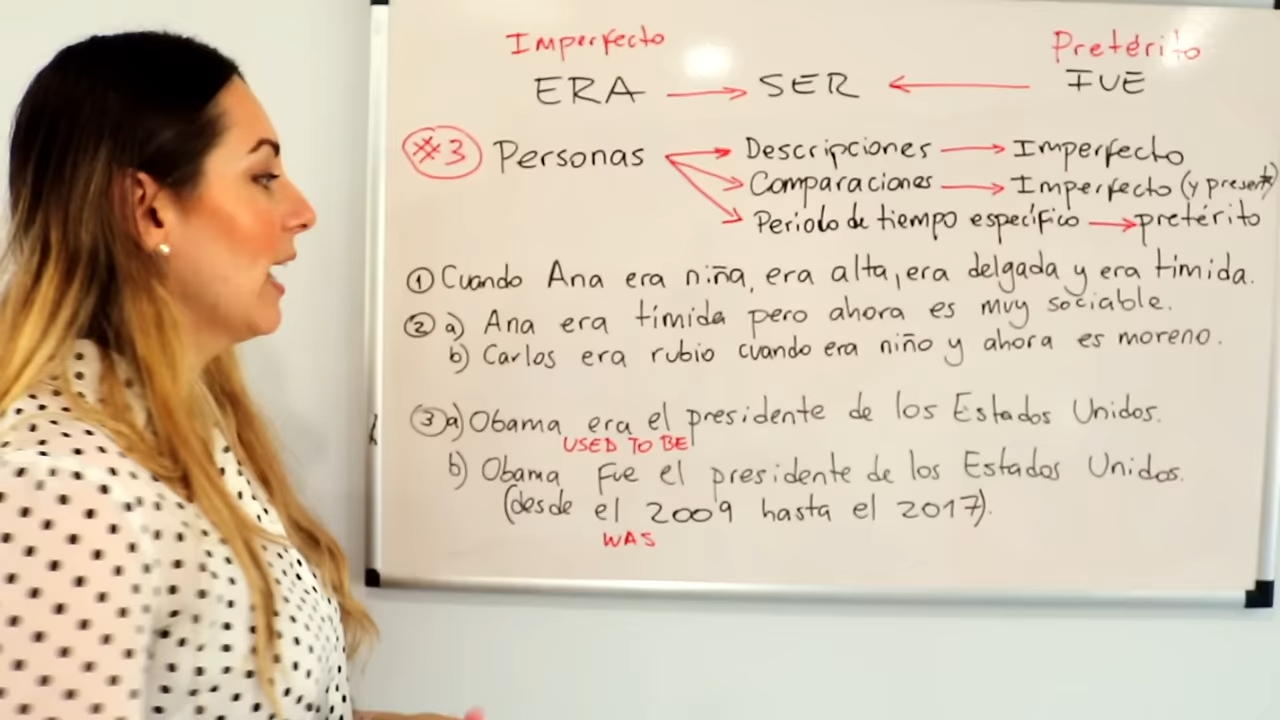 Imperfecto Pretérito
ERA → SER ← FUE
#3 Personas → Descripciones → Imperfecto
→ Comparaciones → Imperfecto (y present*)
→ Periodo de tiempo específico → pretérito
① Cuando Ana era niña, era alta, era delgada y era tímida.
② a) Ana era tímida pero ahora es muy sociable.
b) Carlos era rubio cuando era niño y ahora es moreno.
③ a) Obama era el presidente de los Estados Unidos.
USED TO BE
b) Obama fue el presidente de los Estados Unidos.
(desde el 2009 hasta el 2017).
WAS